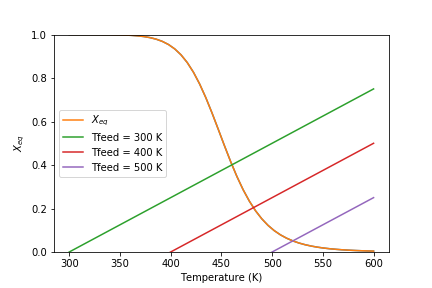 1.0
0.8
0.6
0.4
0.2
0.0
X_eq
X_eq
Tfeed = 300 K
Tfeed = 400 K
Tfeed = 500 K
300 350 400 450 500 550 600
Temperature (K)